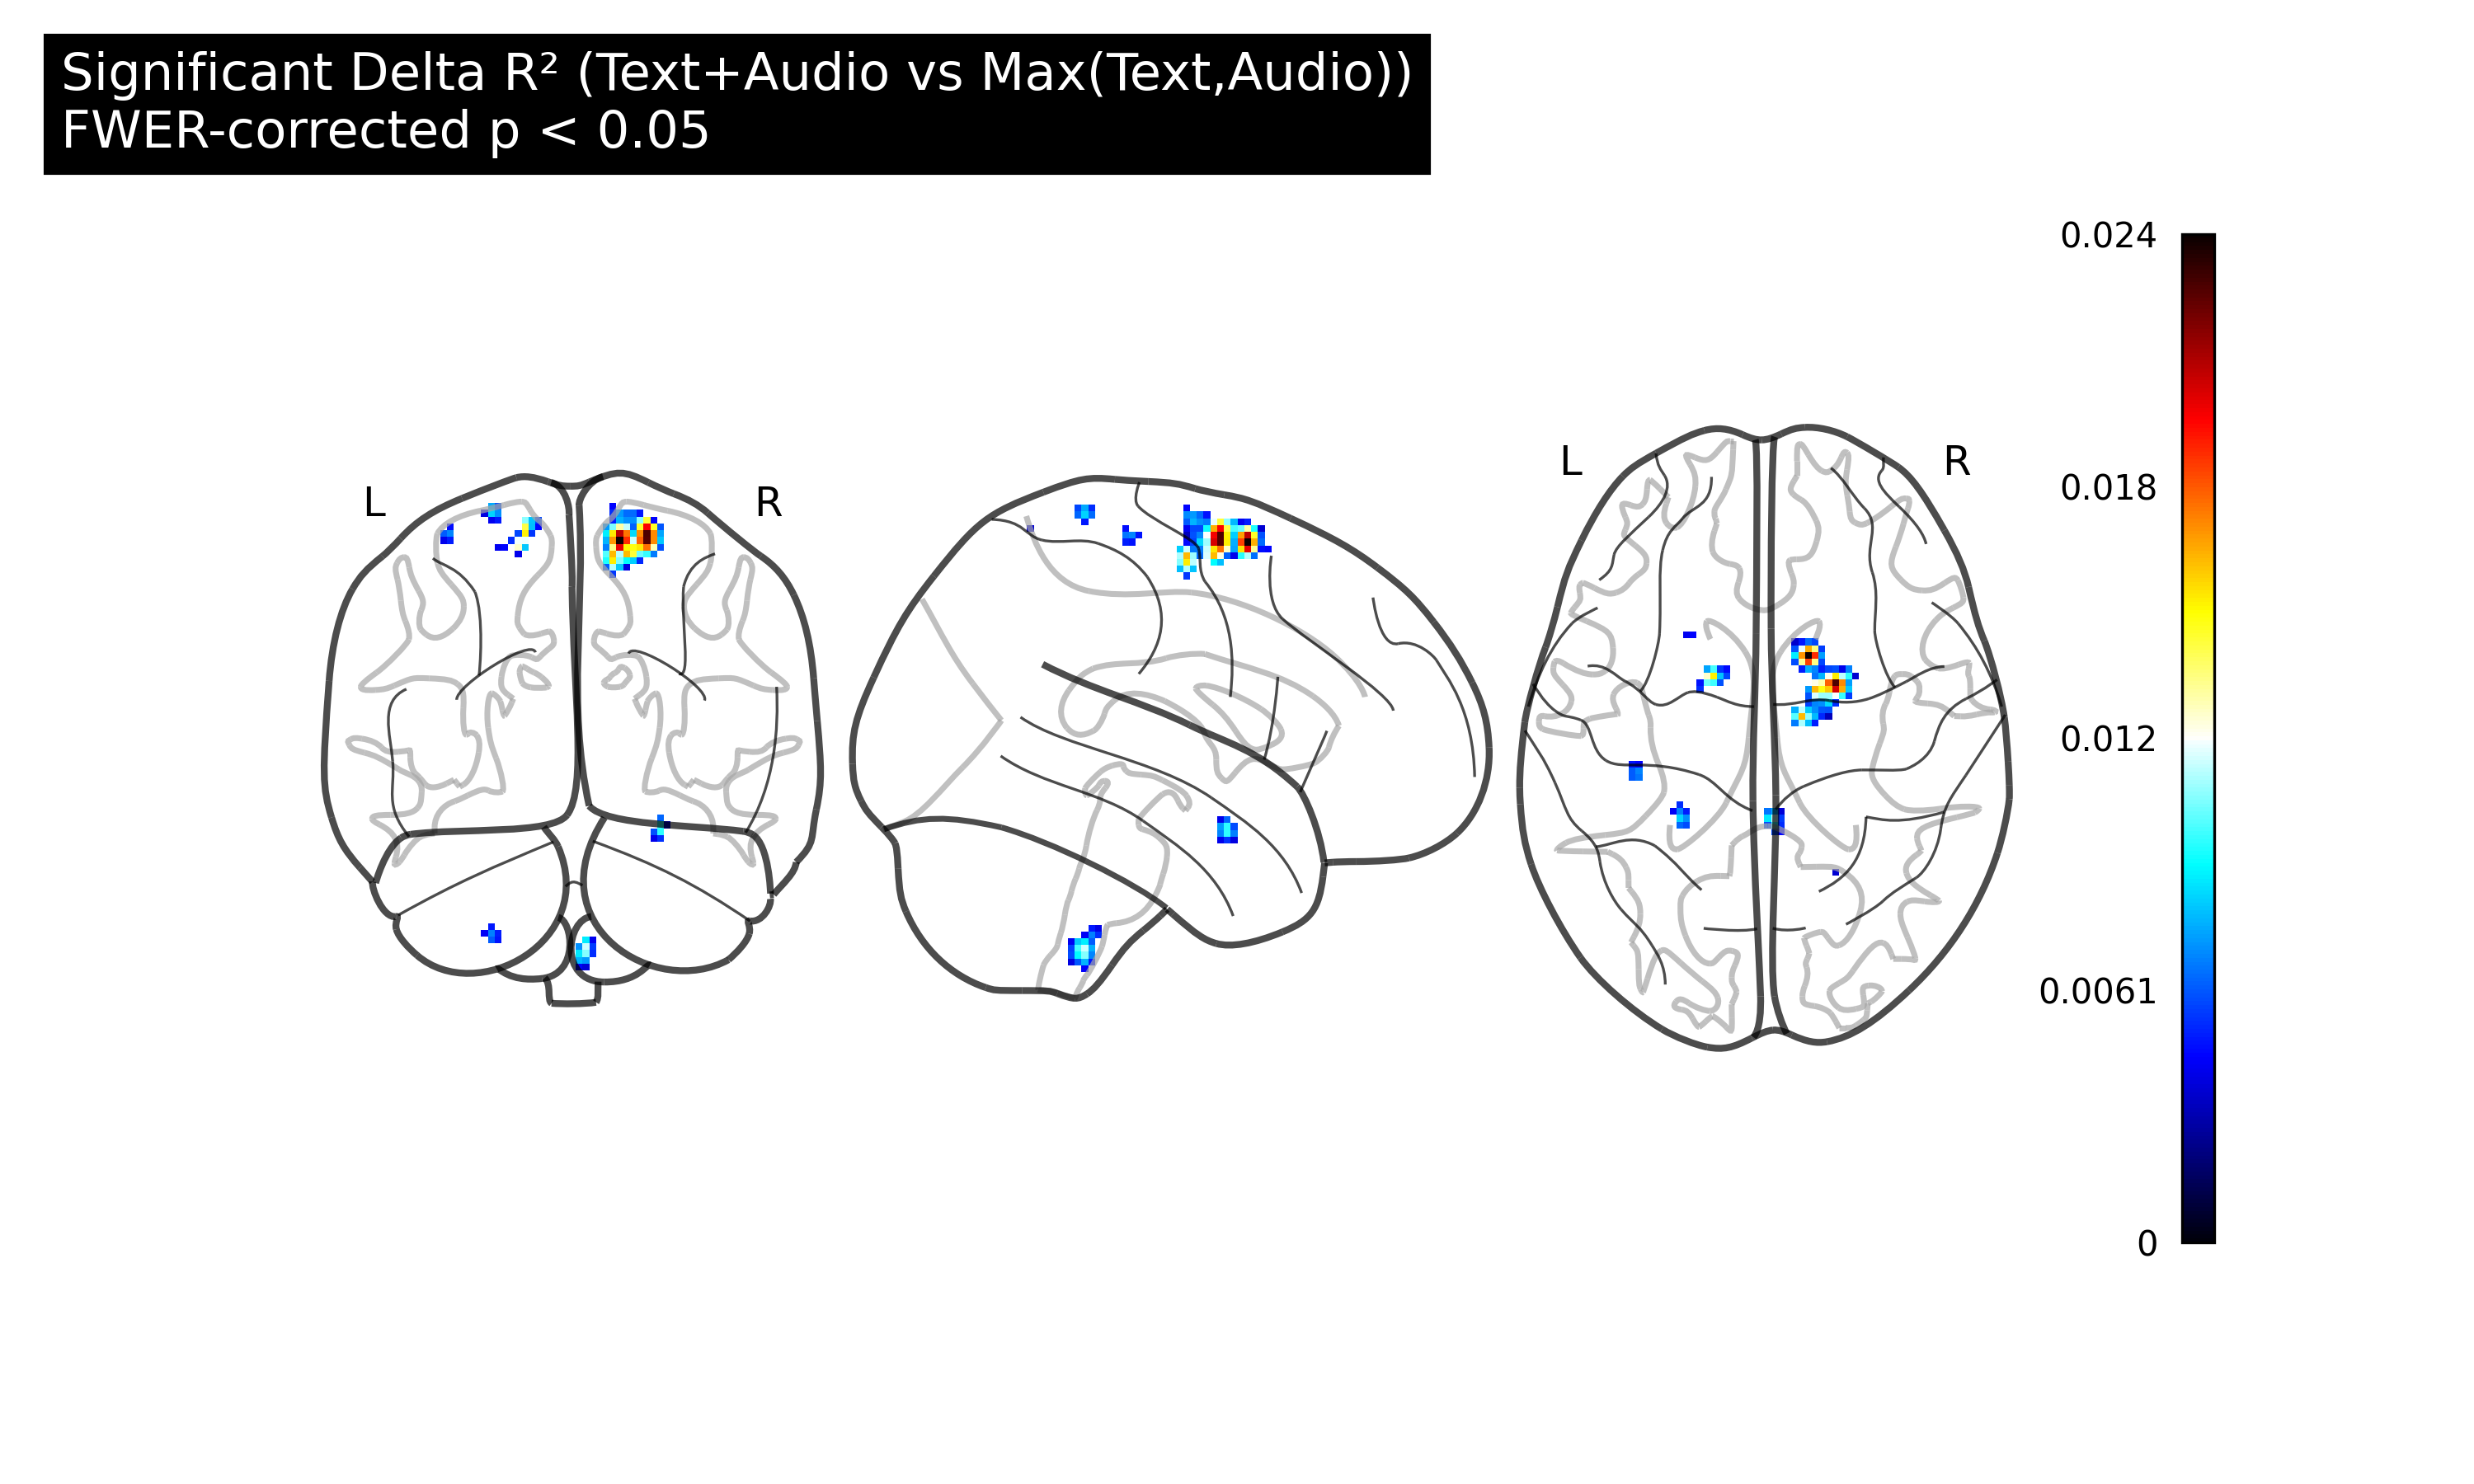 Significant Delta R² (Text+Audio vs Max(Text,Audio))
FWER-corrected p < 0.05
L
R
L
R
0.024
0.018
0.012
0.0061
0